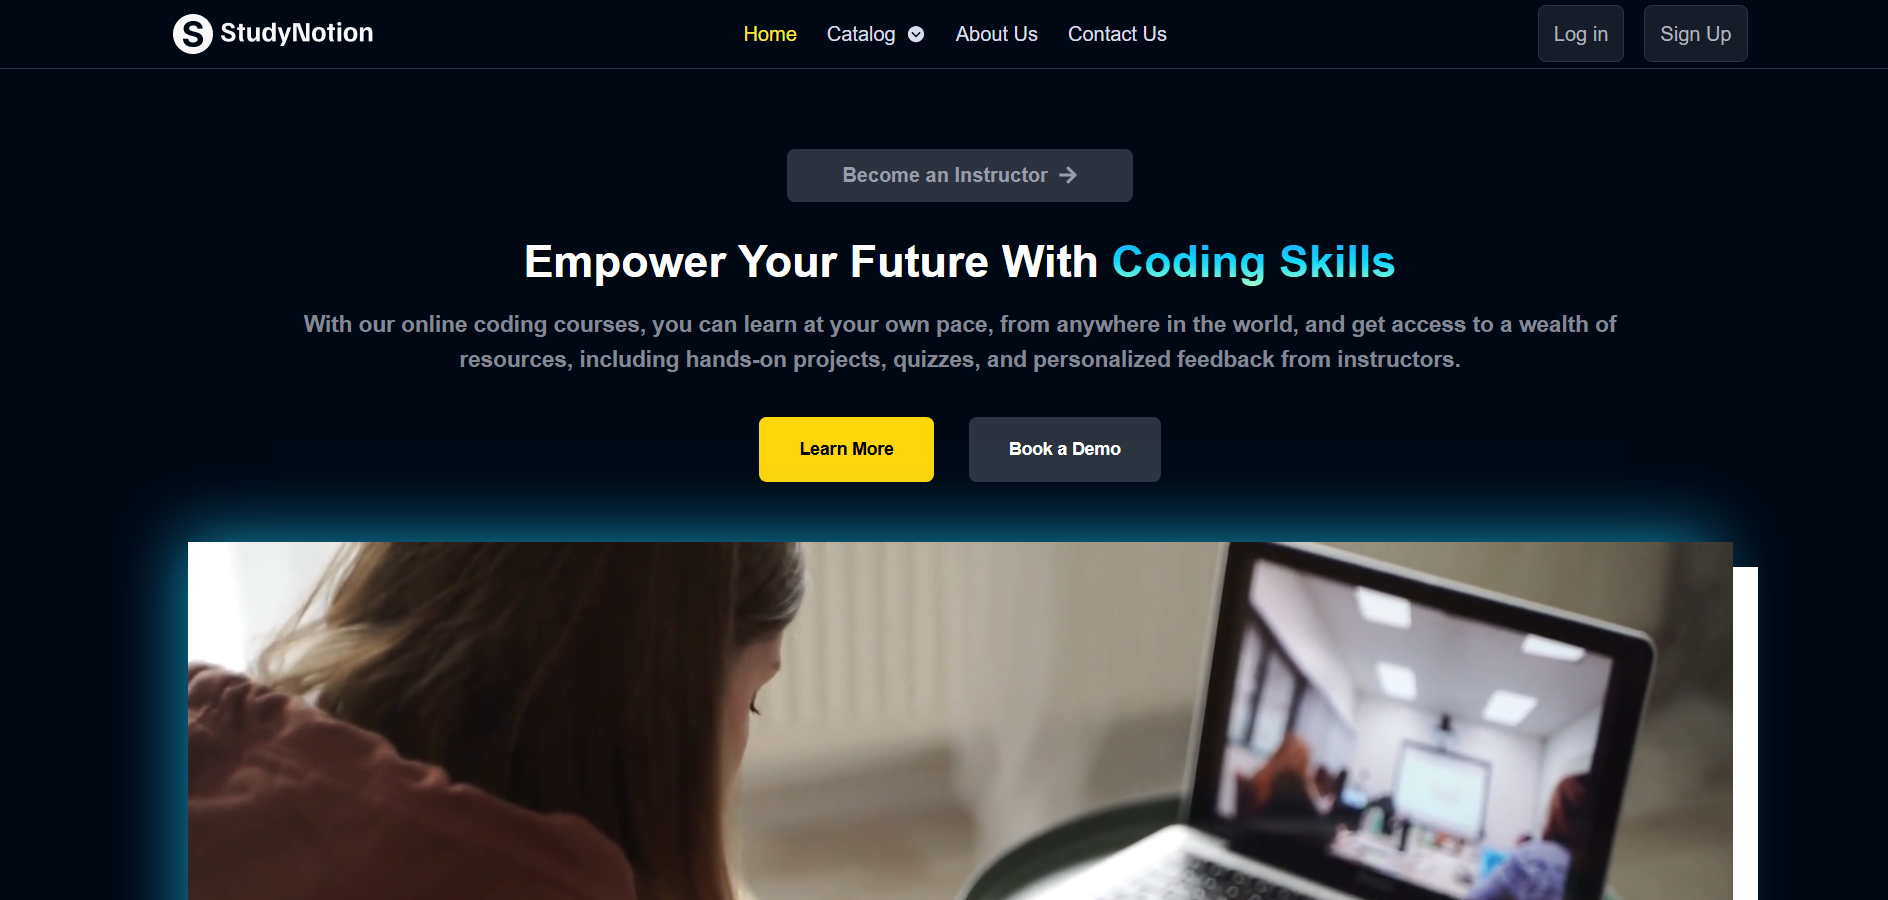 StudyNotion
Home
Catalog
About Us
Contact Us
Log in
Sign Up
Become an Instructor
Empower Your Future With Coding Skills
With our online coding courses, you can learn at your own pace, from anywhere in the world, and get access to a wealth of
resources, including hands-on projects, quizzes, and personalized feedback from instructors.
Learn More
Book a Demo